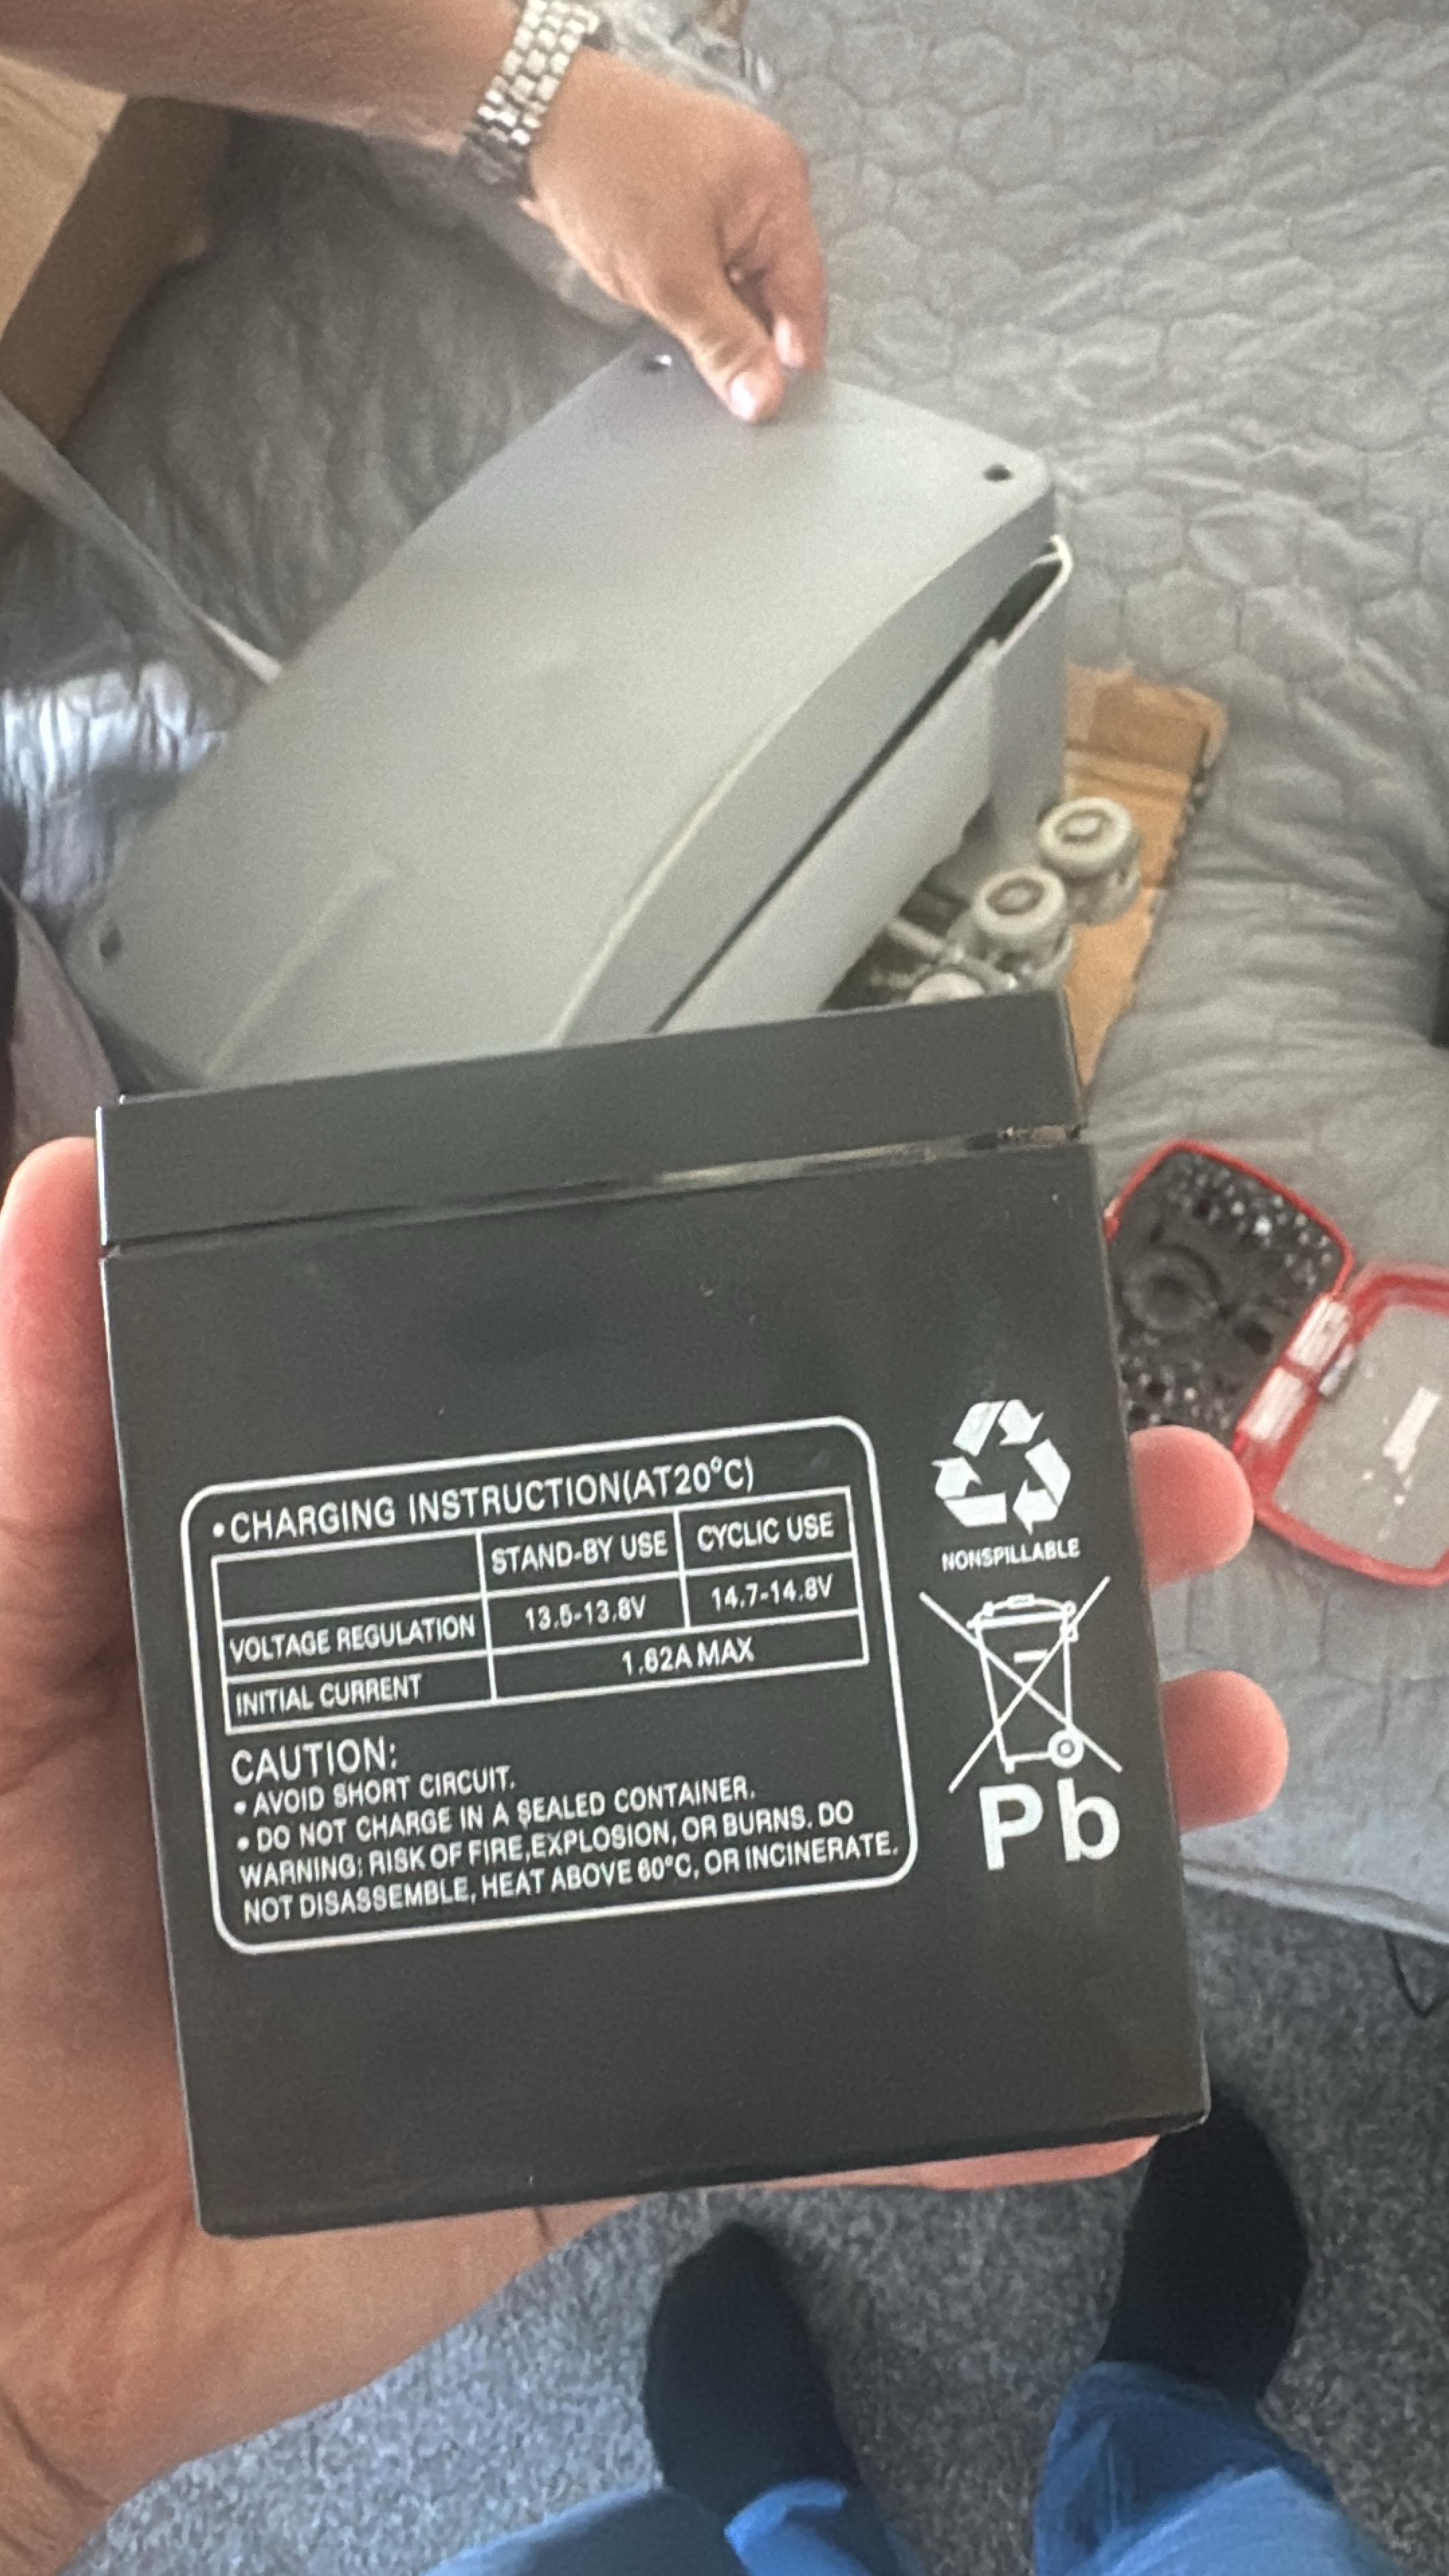 •CHARGING INSTRUCTION(AT20°C)
STAND-BY USE CYCLIC USE
VOLTAGE REGULATION 13.5-13.8V 14.7-14.8V
INITIAL CURRENT 1.62A MAX
CAUTION:
• AVOID SHORT CIRCUIT.
• DO NOT CHARGE IN A SEALED CONTAINER.
WARNING: RISK OF FIRE,EXPLOSION, OR BURNS. DO
NOT DISASSEMBLE, HEAT ABOVE 60°C, OR INCINERATE.
NONSPILLABLE
Pb